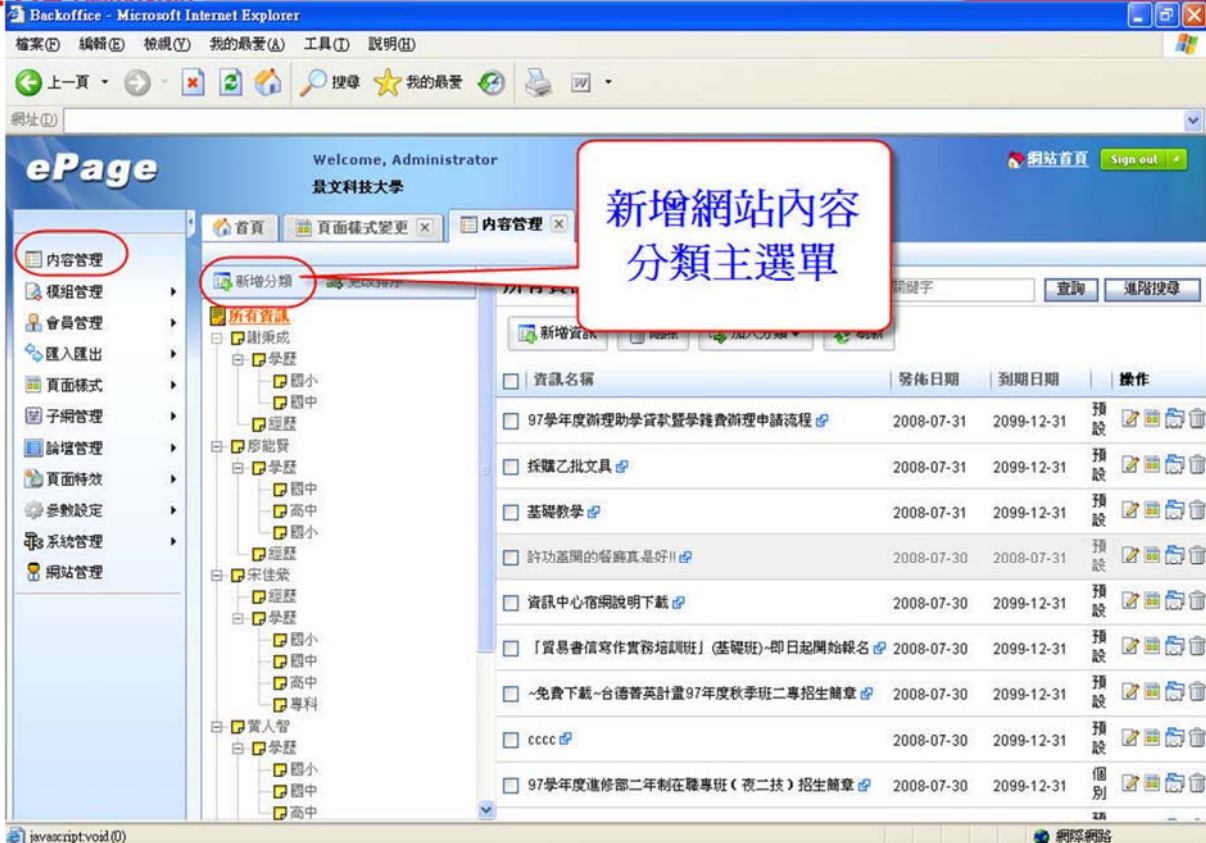 Backoffice - Microsoft Internet Explorer
檔案(F) 編輯(E) 檢視(V) 我的最愛(A) 工具(T) 說明(H)
上一頁 搜尋 我的最愛
網址(D)
ePage
Welcome, Administrator
景文科技大學
網站首頁 Sign out
新增網站內容
分類主選單
首頁 頁面樣式變更 內容管理
內容管理
模組管理
會員管理
匯入匯出
頁面樣式
子網管理
論壇管理
頁面特效
參數設定
系統管理
網站管理
新增分類
所有資訊
謝秉成
學歷
國小
國中
經歷
廖能賢
學歷
國中
高中
國小
經歷
宋佳縈
經歷
學歷
國小
國中
高中
專科
黃人智
學歷
國小
國中
高中
關鍵字 查詢 進階搜尋
新增資訊
資訊名稱 發佈日期 到期日期 操作
97學年度辦理助學貸款暨學雜費辦理申請流程 2008-07-31 2099-12-31 預設
採購乙批文具 2008-07-31 2099-12-31 預設
基礎教學 2008-07-31 2099-12-31 預設
許功蓋開的餐廳真是好!! 2008-07-30 2008-07-31 預設
資訊中心宿網說明下載 2008-07-30 2099-12-31 預設
「貿易書信寫作實務培訓班」(基礎班)~即日起開始報名 2008-07-30 2099-12-31 預設
~免費下載~台德菁英計畫97年度秋季班二專招生簡章 2008-07-30 2099-12-31 預設
cccc 2008-07-30 2099-12-31 預設
97學年度進修部二年制在職專班(夜二技)招生簡章 2008-07-30 2099-12-31 個別
javascript:void(0) 網際網路